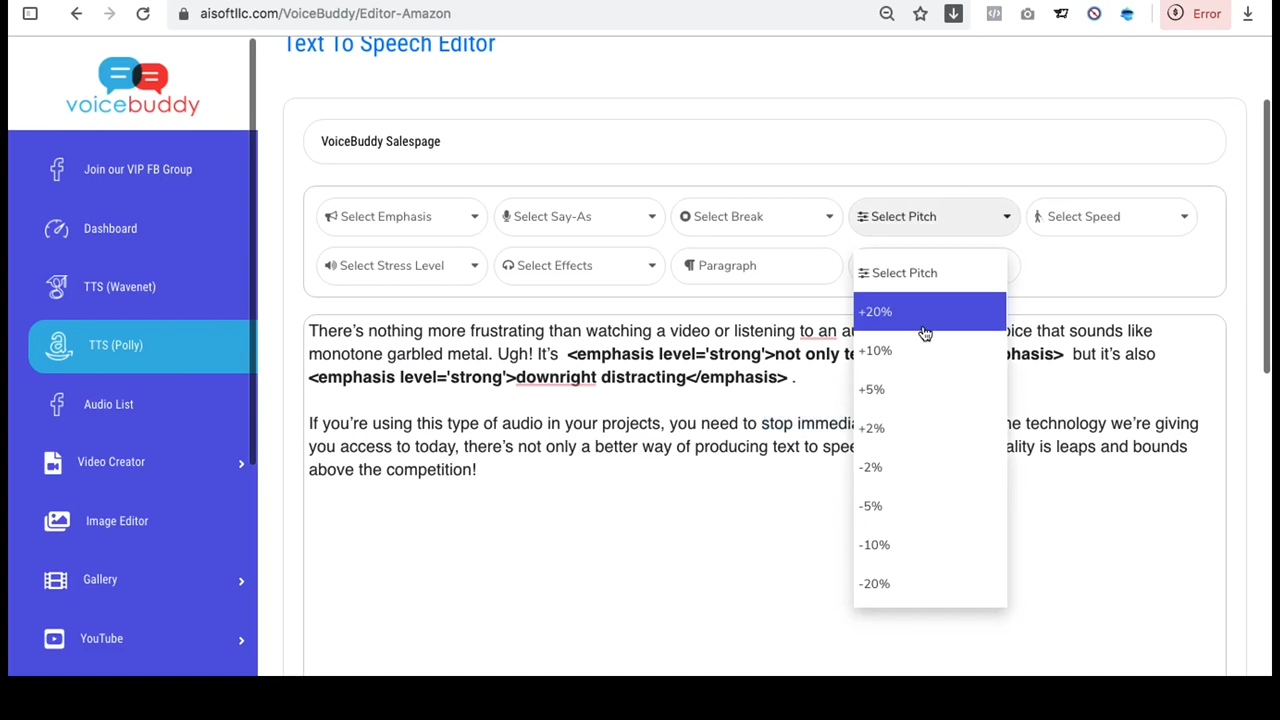 aisoftllc.com/VoiceBuddy/Editor-Amazon
Error
Text To Speech Editor
voicebuddy
Join our VIP FB Group
Dashboard
TTS (Wavenet)
TTS (Polly)
Audio List
Video Creator
Image Editor
Gallery
YouTube
VoiceBuddy Salespage
Select Emphasis
Select Say-As
Select Break
Select Pitch
Select Speed
Select Stress Level
Select Effects
Paragraph
Select Pitch
+20%
+10%
+5%
+2%
-2%
-5%
-10%
-20%
There's nothing more frustrating than watching a video or listening to an au oice that sounds like
monotone garbled metal. Ugh! It's <emphasis level='strong'>not only te phasis> but it's also
<emphasis level='strong'>downright distracting</emphasis> .
If you're using this type of audio in your projects, you need to stop immedia ne technology we're giving
you access to today, there's not only a better way of producing text to spee ality is leaps and bounds
above the competition!